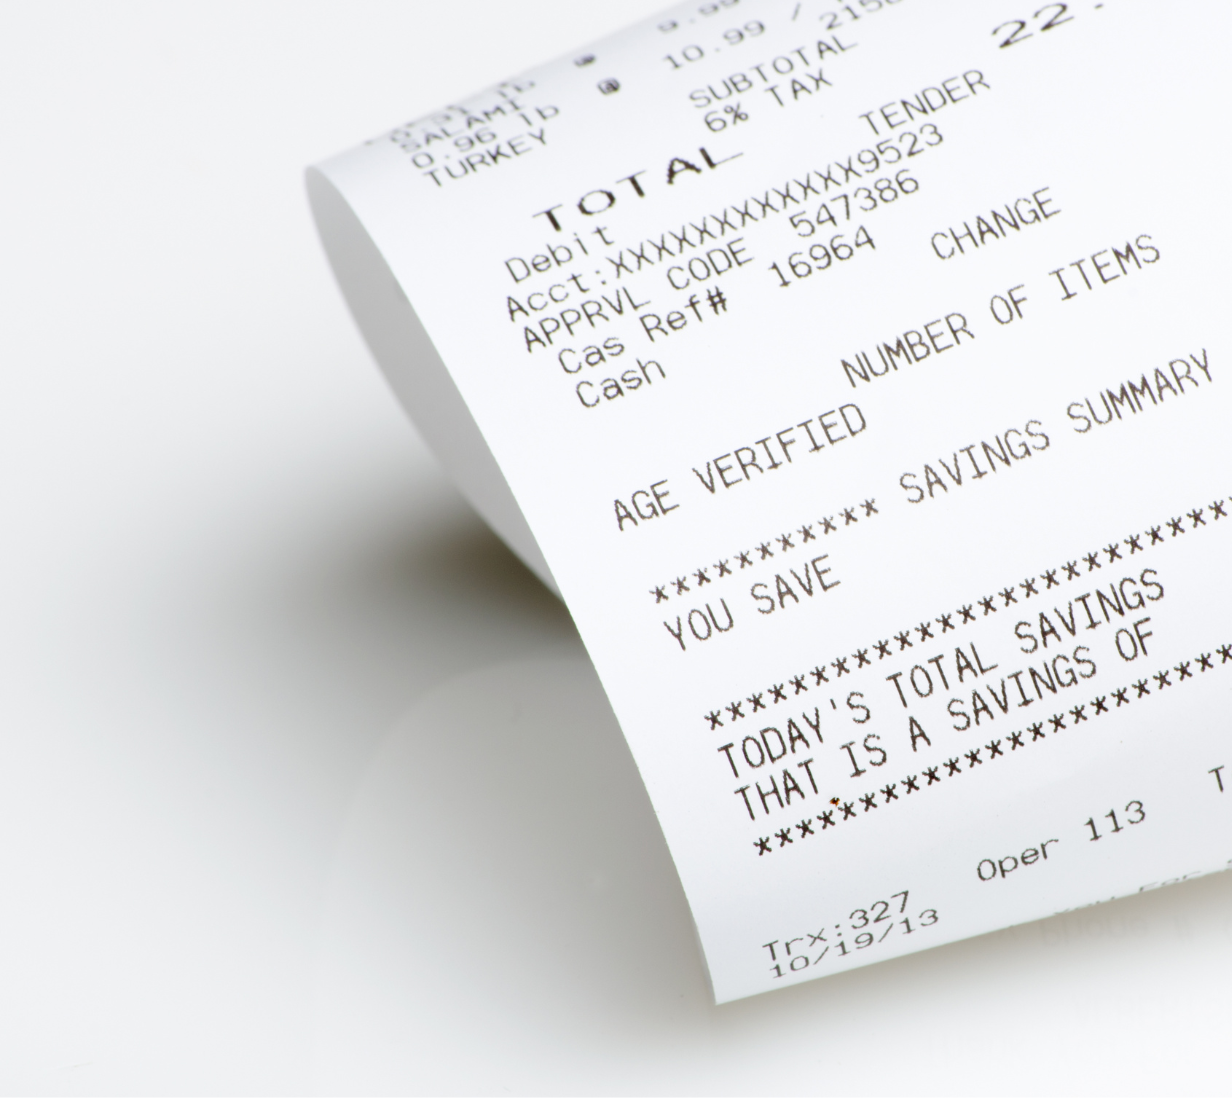 9.99
SALAMI
0.96 lb @ 10.99 /
TURKEY
SUBTOTAL
6% TAX
TOTAL 22.
TENDER
Debit
Acct:XXXXXXXXXXXX9523
APPRVL CODE 547386
Cas Ref# 16964
Cash CHANGE
NUMBER OF ITEMS
AGE VERIFIED
*********** SAVINGS SUMMARY
YOU SAVE
*************************
TODAY'S TOTAL SAVINGS
THAT IS A SAVINGS OF
***********************
Trx:327 Oper 113 T
10/19/13